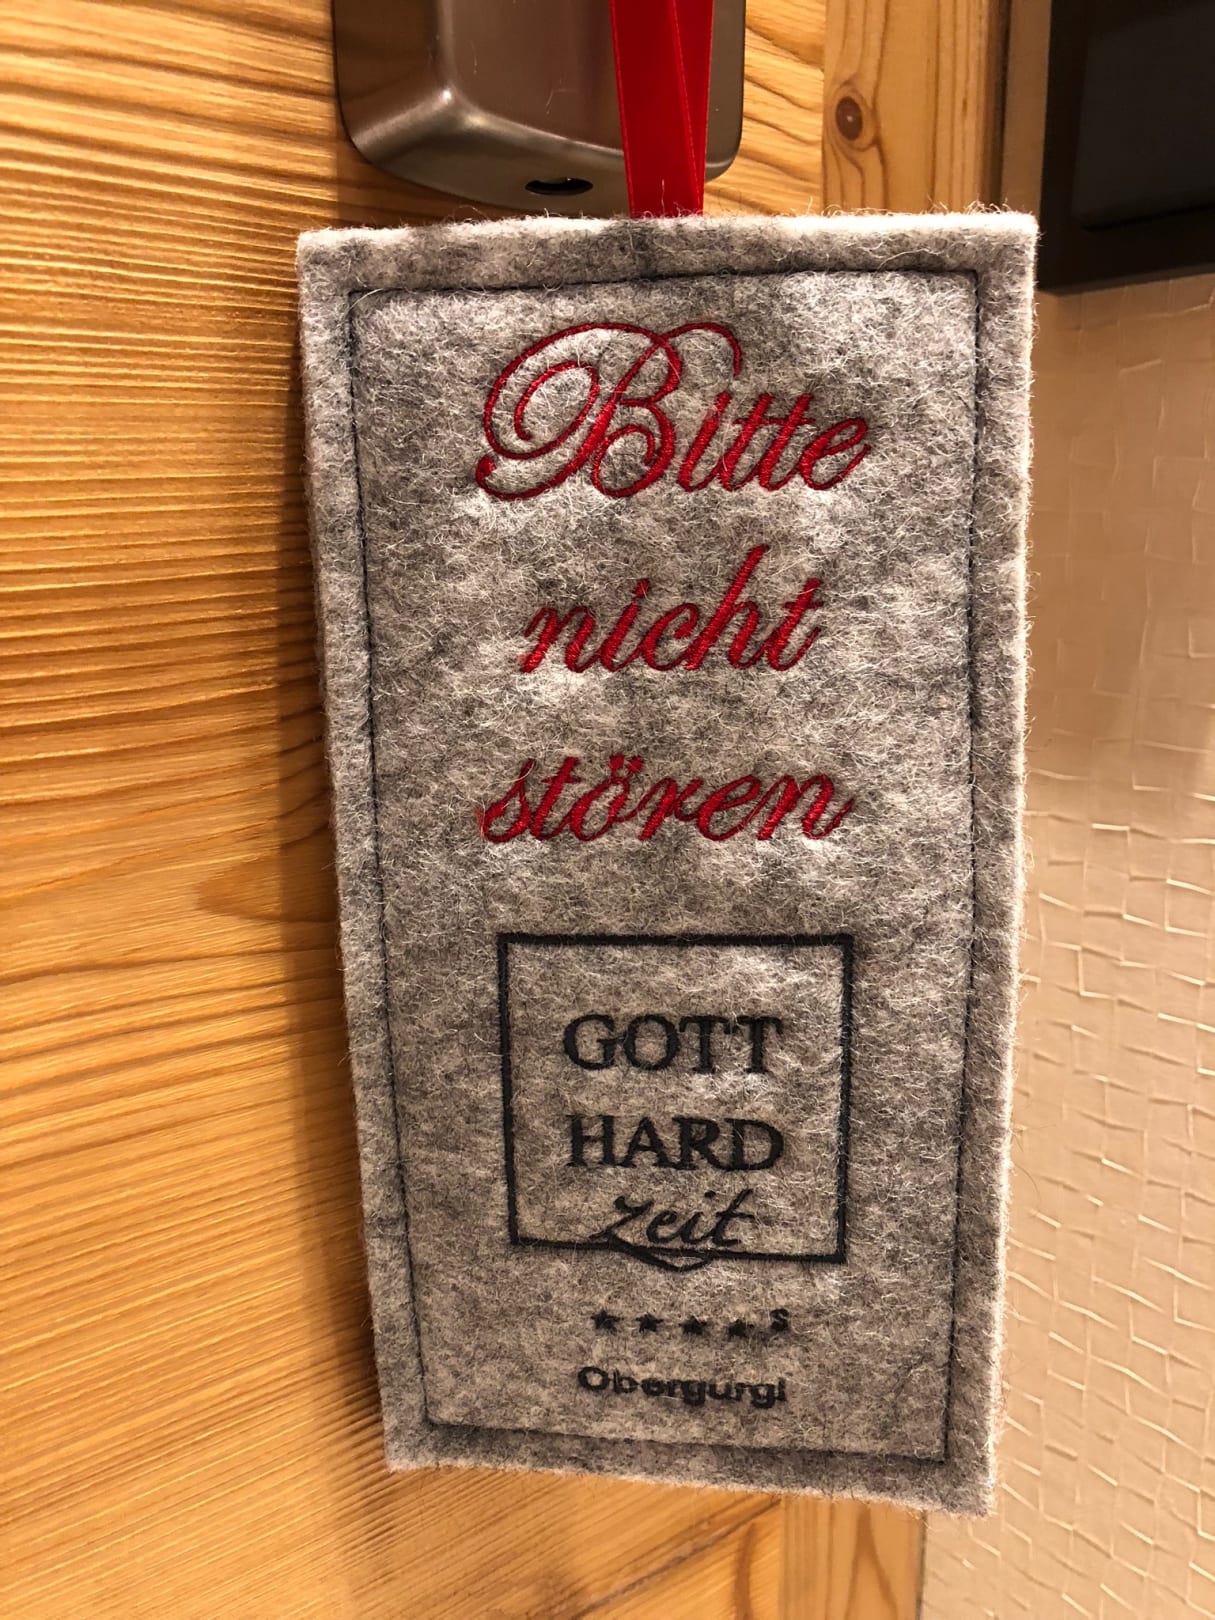 Bitte
nicht
stören
GOTT
HARD
zeit
★★★★S
Obergurgl